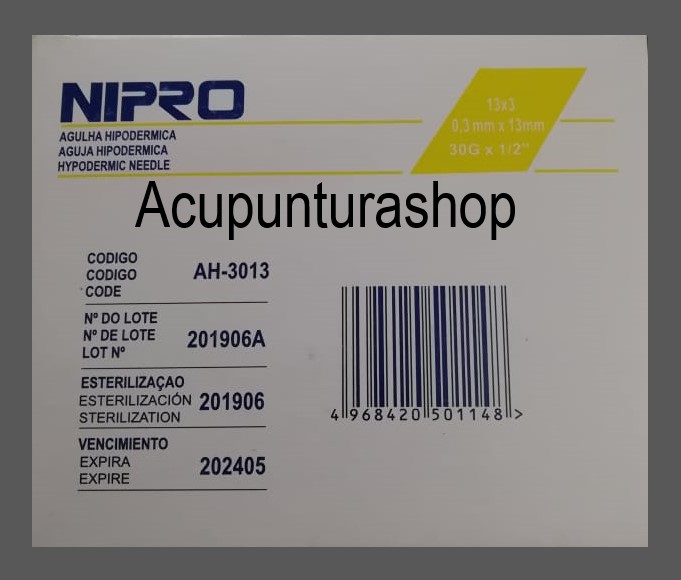 NIPRO
AGULHA HIPODERMICA
AGUJA HIPODERMICA
HYPODERMIC NEEDLE
13x3
0,3 mm x 13mm
30G x 1/2"
Acupunturashop
CODIGO
CODIGO
CODE
AH-3013
Nº DO LOTE
Nº DE LOTE
LOT Nº
201906A
ESTERILIZAÇAO
ESTERILIZACIÓN
STERILIZATION
201906
VENCIMIENTO
EXPIRA
EXPIRE
202405
4 968420 501148 >